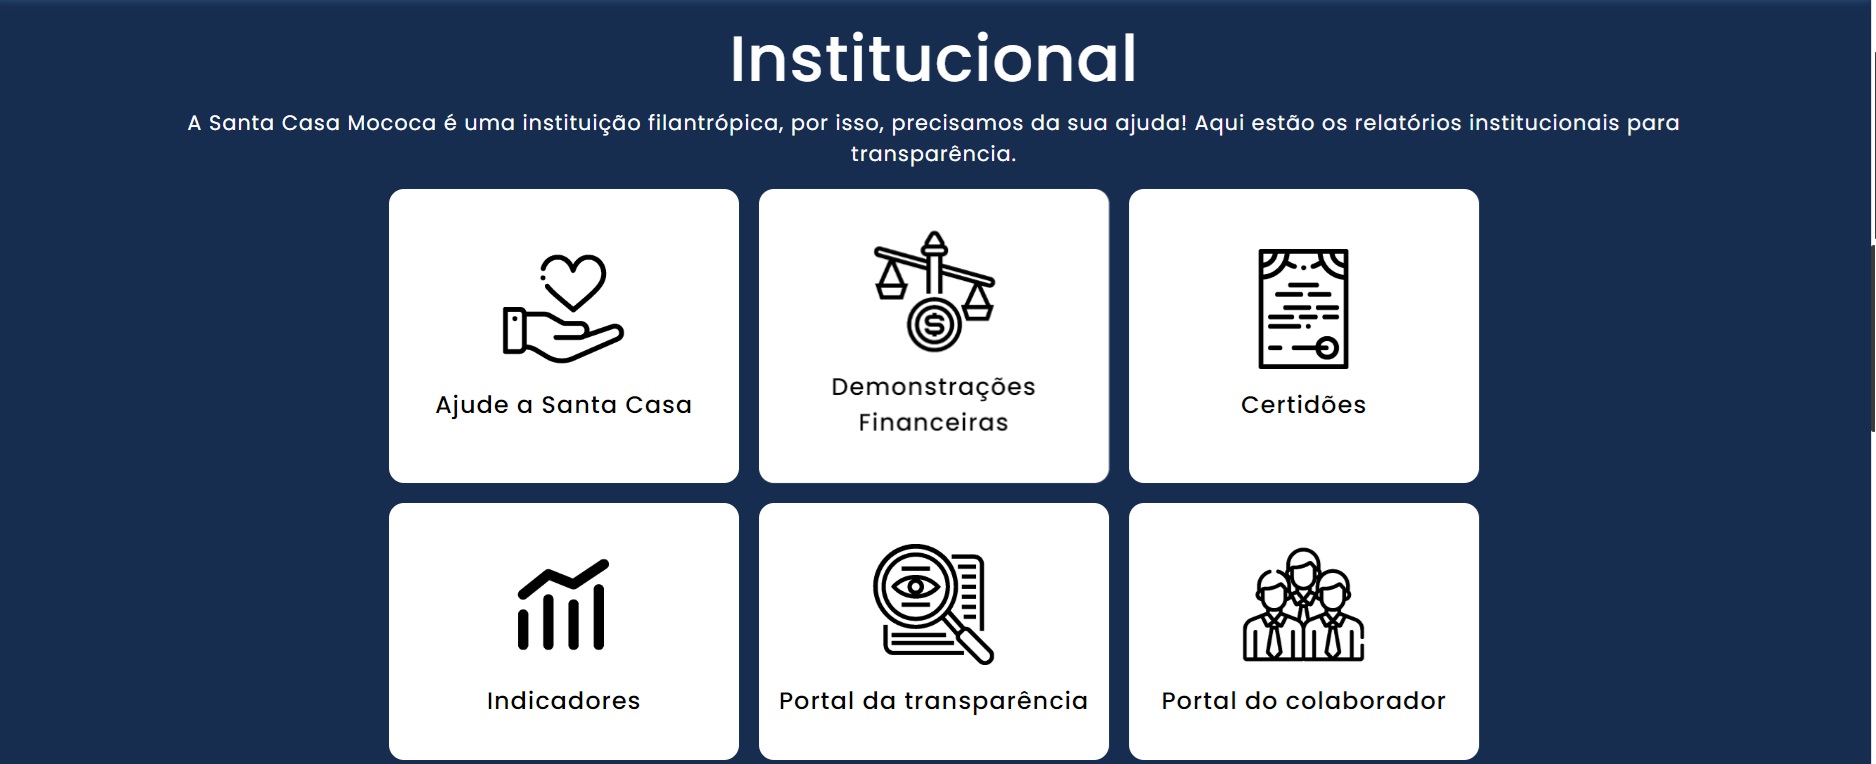 Institucional
A Santa Casa Mococa é uma instituição filantrópica, por isso, precisamos da sua ajuda! Aqui estão os relatórios institucionais para
transparência.
Ajude a Santa Casa
$
Demonstrações
Financeiras
Certidões
Indicadores
Portal da transparência
Portal do colaborador